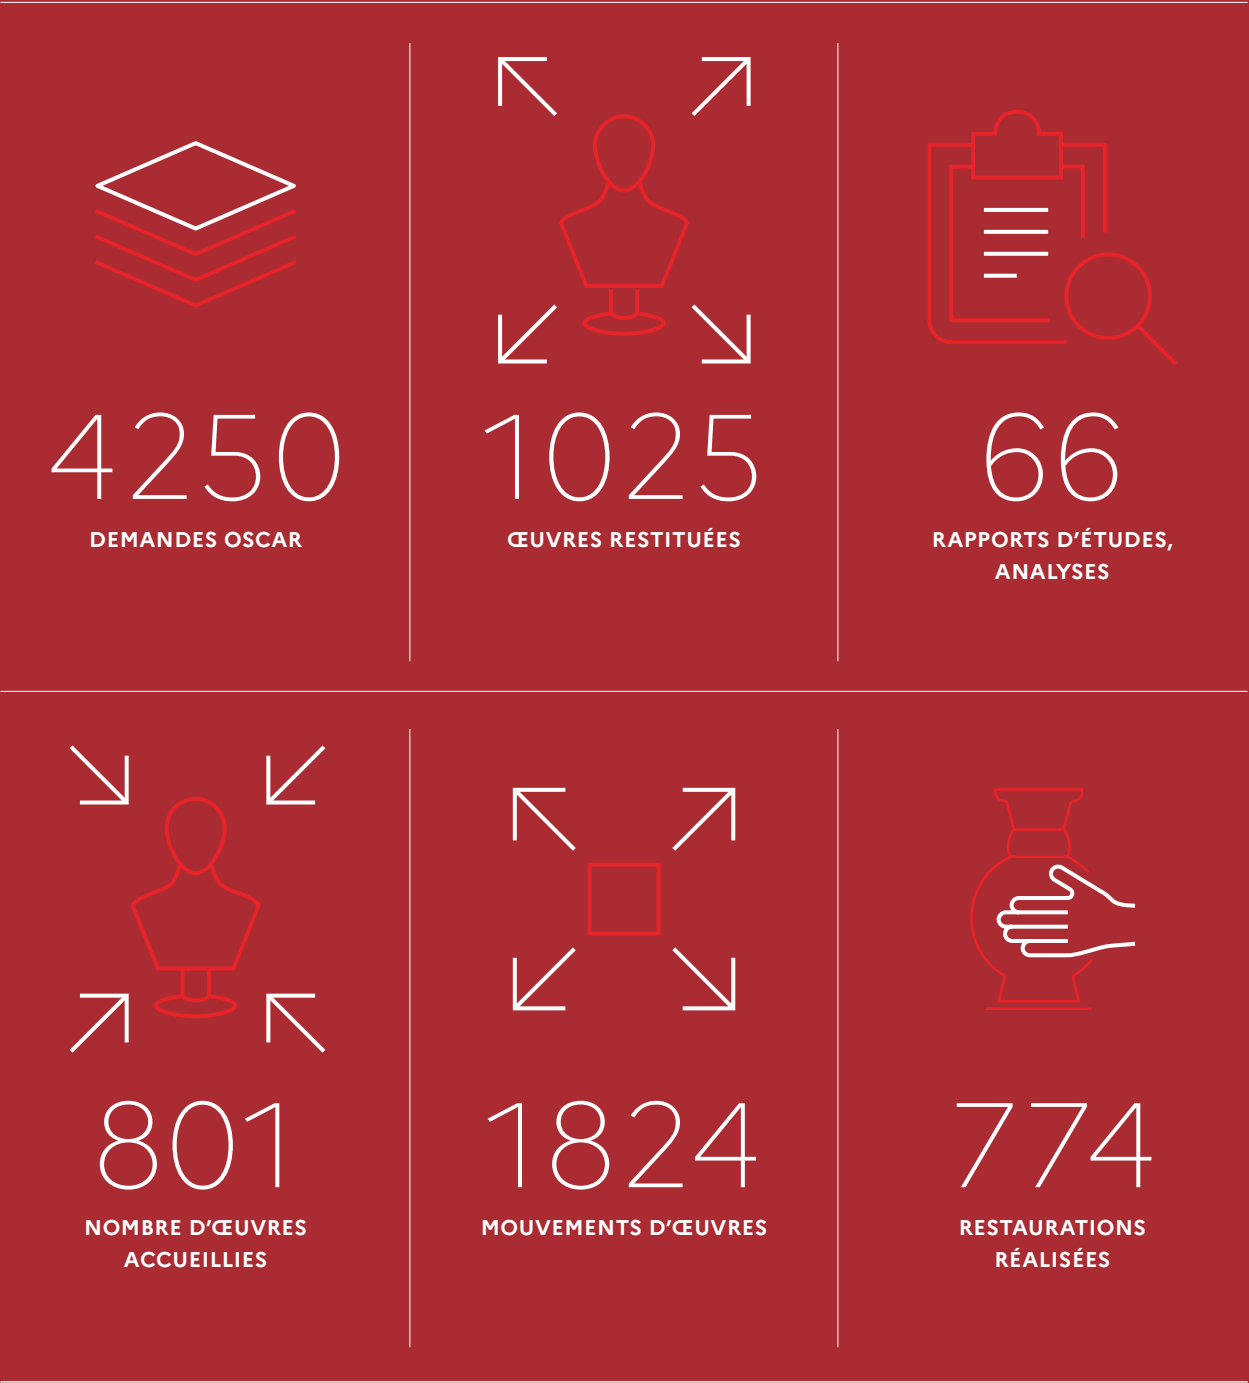 4250
DEMANDES OSCAR
1025
ŒUVRES RESTITUÉES
66
RAPPORTS D’ÉTUDES,
ANALYSES
801
NOMBRE D’ŒUVRES
ACCUEILLIES
1824
MOUVEMENTS D’ŒUVRES
774
RESTAURATIONS
RÉALISÉES